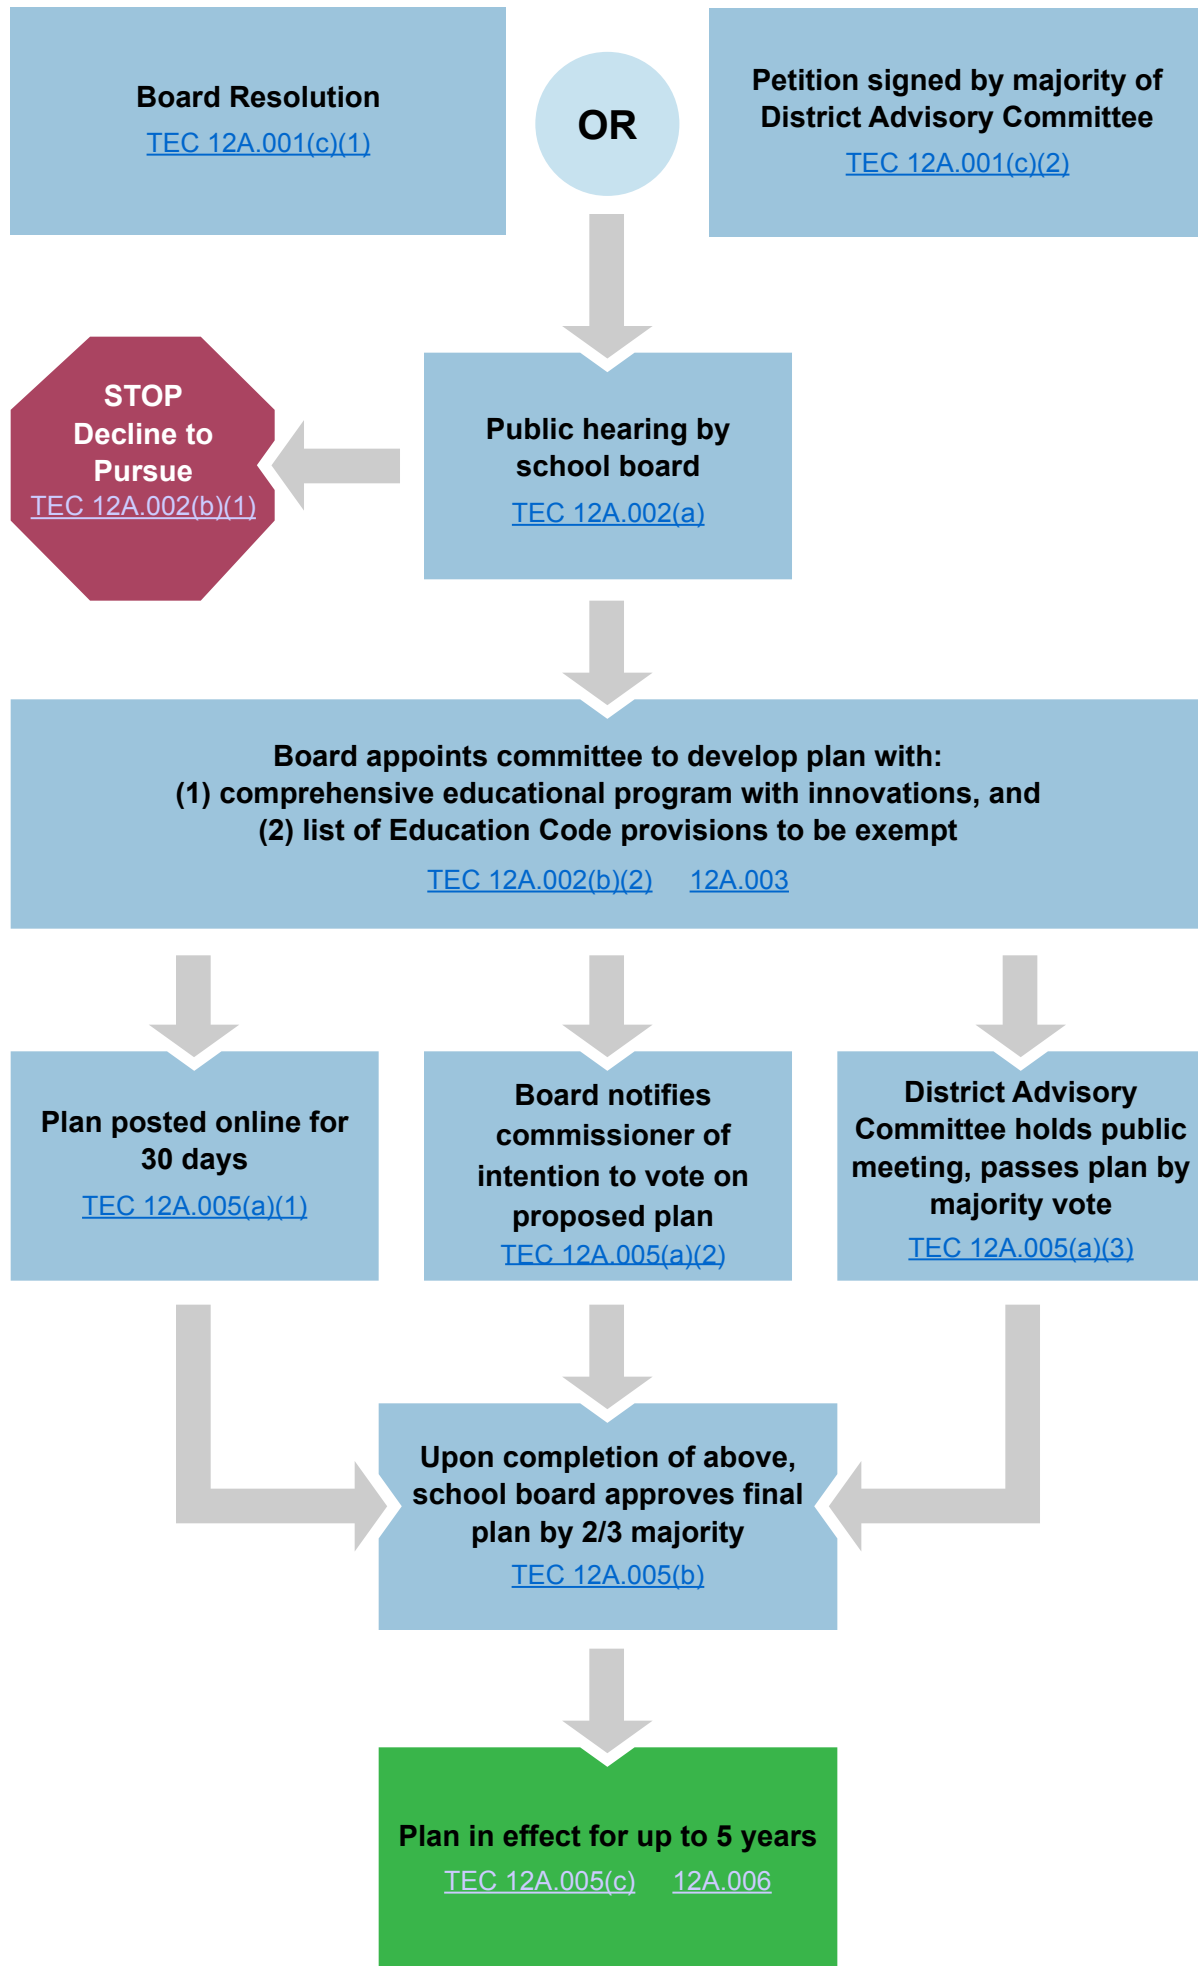 Board Resolution
TEC 12A.001(c)(1)
OR
Petition signed by majority of
District Advisory Committee
TEC 12A.001(c)(2)
STOP
Decline to
Pursue
TEC 12A.002(b)(1)
Public hearing by
school board
TEC 12A.002(a)
Board appoints committee to develop plan with:
(1) comprehensive educational program with innovations, and
(2) list of Education Code provisions to be exempt
TEC 12A.002(b)(2) 12A.003
Plan posted online for
30 days
TEC 12A.005(a)(1)
Board notifies
commissioner of
intention to vote on
proposed plan
TEC 12A.005(a)(2)
District Advisory
Committee holds public
meeting, passes plan by
majority vote
TEC 12A.005(a)(3)
Upon completion of above,
school board approves final
plan by 2/3 majority
TEC 12A.005(b)
Plan in effect for up to 5 years
TEC 12A.005(c) 12A.006